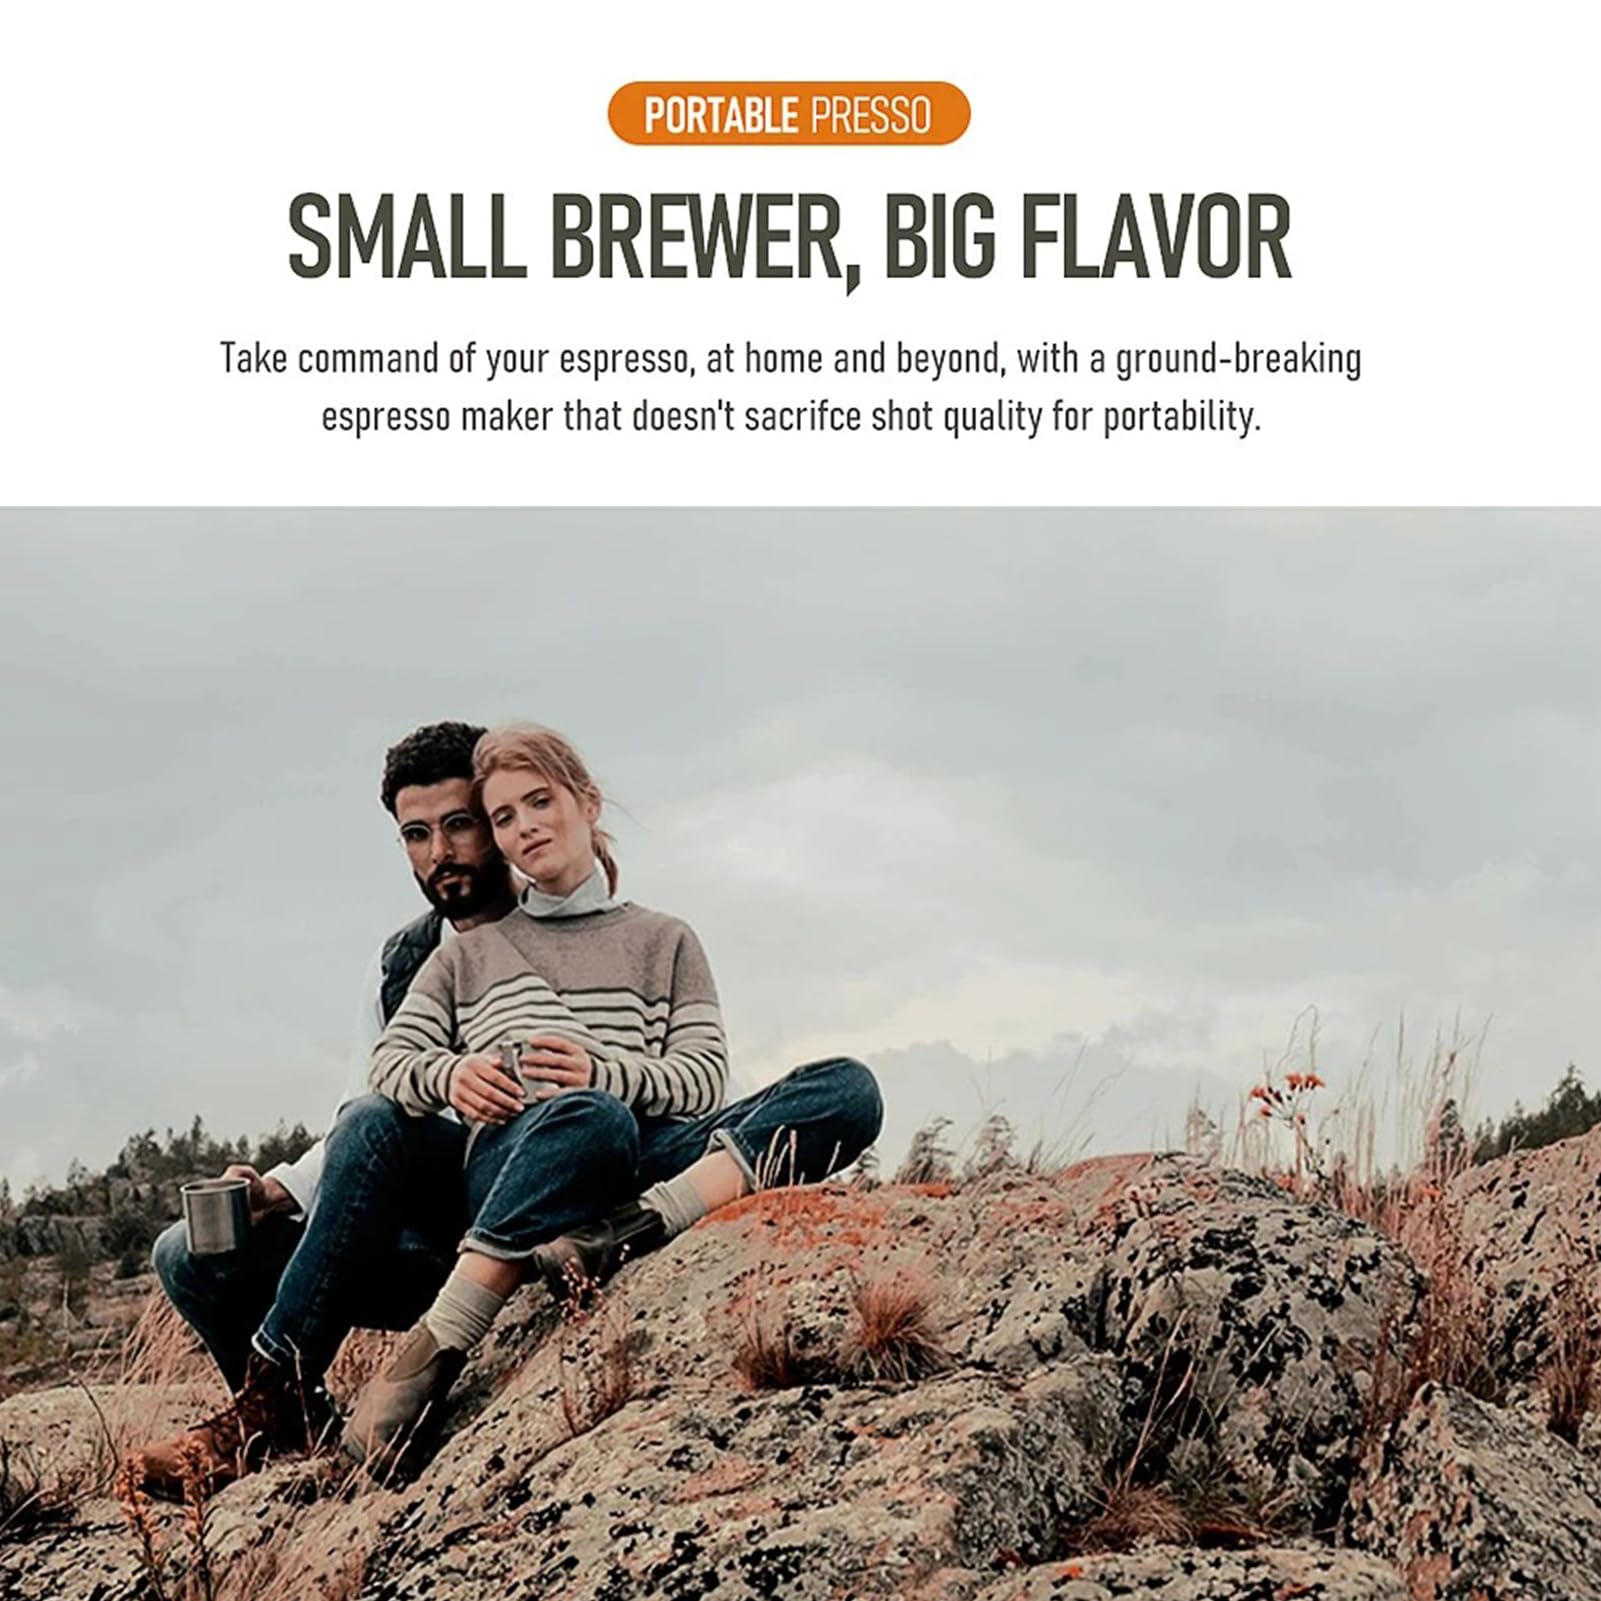 PORTABLE PRESSO
SMALL BREWER, BIG FLAVOR
Take command of your espresso, at home and beyond, with a ground-breaking
espresso maker that doesn't sacrifce shot quality for portability.